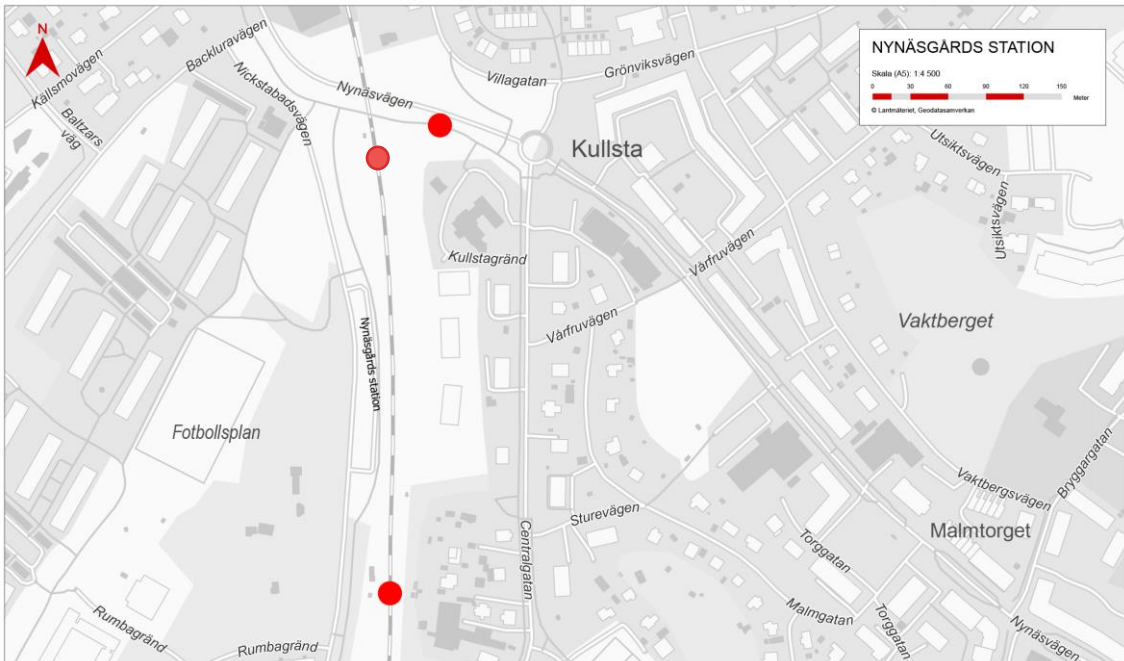 N
NYNÄSGÅRDS STATION
Skala (A5): 1:4 500
0 30 60 90 120 150
Meter
© Lantmäteriet, Geodatasamverkan
Källsmovägen
Backluravägen
Baltzars
väg
Nickstabadsvägen
Nynäsvägen
Villagatan
Grönviksvägen
Utsiktsvägen
Utsiktsvägen
Kullsta
Kullstagränd
Vårfruvägen
Vårfruvägen
Vaktberget
Nynäsgårds station
Fotbollsplan
Bryggargatan
Vaktbergsvägen
Malmtorget
Sturevägen
Centralgatan
Torggatan
Malmgatan
Torggatan
Nynäsvägen
Rumbagränd
Rumbagränd